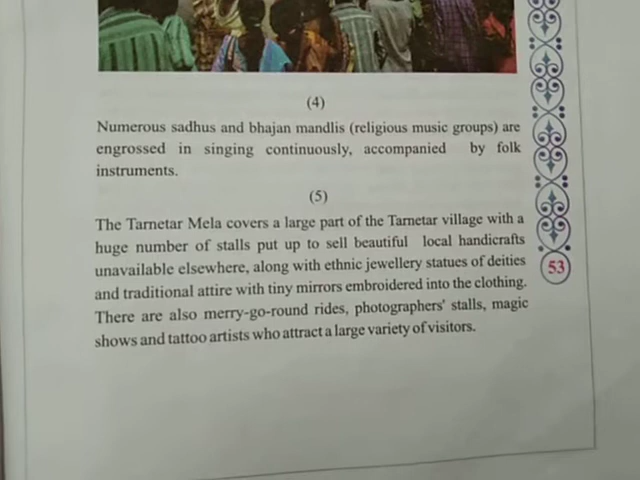 (4)
Numerous sadhus and bhajan mandlis (religious music groups) are
engrossed in singing continuously, accompanied by folk
instruments.
(5)
The Tarnetar Mela covers a large part of the Tarnetar village with a
huge number of stalls put up to sell beautiful local handicrafts
unavailable elsewhere, along with ethnic jewellery statues of deities
and traditional attire with tiny mirrors embroidered into the clothing.
There are also merry-go-round rides, photographers' stalls, magic
shows and tattoo artists who attract a large variety of visitors.
53